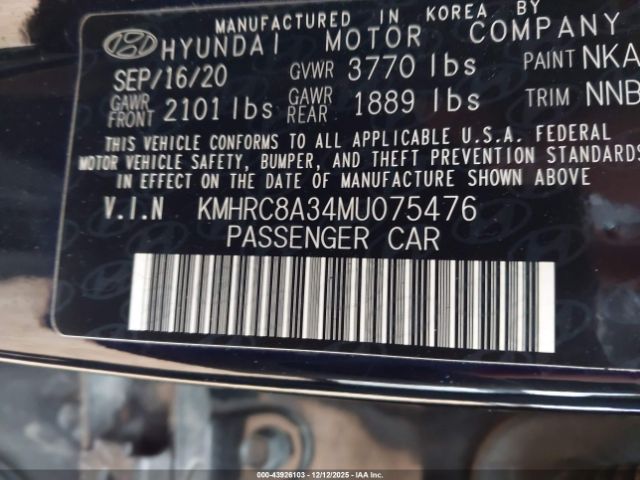 MANUFACTURED IN KOREA BY
HYUNDAI MOTOR COMPANY
SEP/16/20 GVWR 3770 lbs PAINT NKA
GAWR FRONT 2101 lbs GAWR REAR 1889 lbs TRIM NNB
THIS VEHICLE CONFORMS TO ALL APPLICABLE U.S.A. FEDERAL
MOTOR VEHICLE SAFETY, BUMPER, AND THEFT PREVENTION STANDARDS
IN EFFECT ON THE DATE OF MANUFACTURE SHOWN ABOVE
V.I.N KMHRC8A34MU075476
PASSENGER CAR
000-43926103 - 12/12/2025 - IAA Inc.